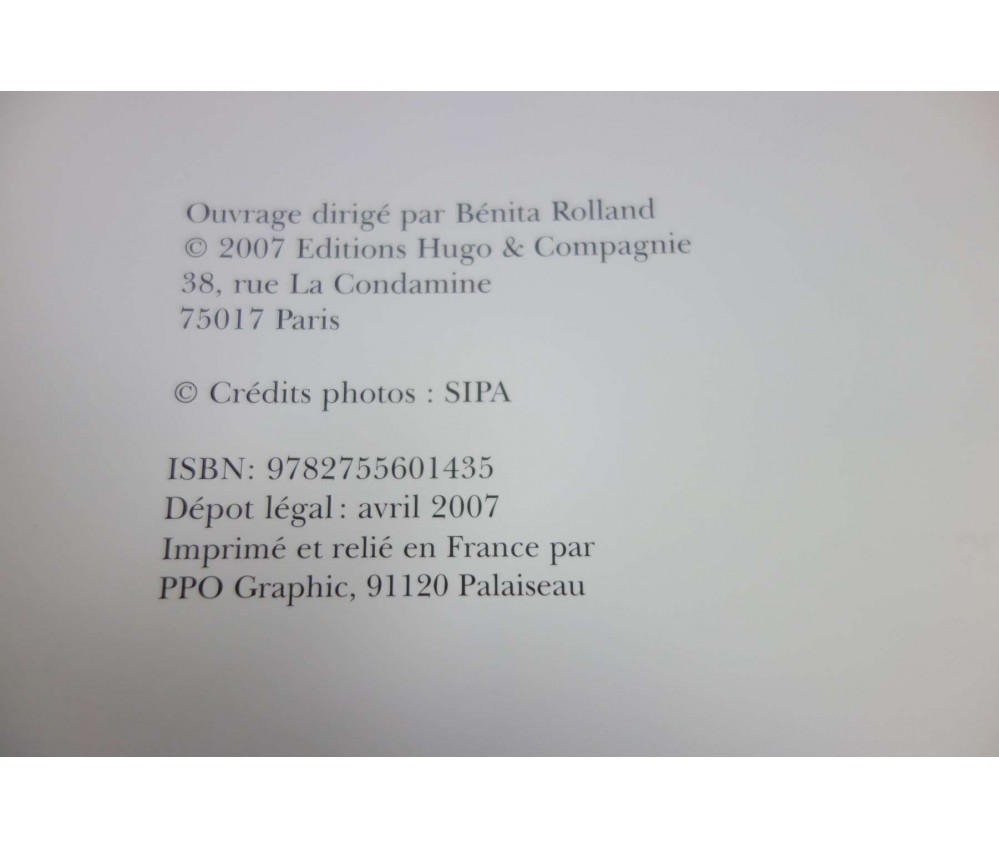 Ouvrage dirigé par Bénita Rolland
© 2007 Editions Hugo & Compagnie
38, rue La Condamine
75017 Paris
© Crédits photos : SIPA
ISBN: 9782755601435
Dépot légal : avril 2007
Imprimé et relié en France par
PPO Graphic, 91120 Palaiseau